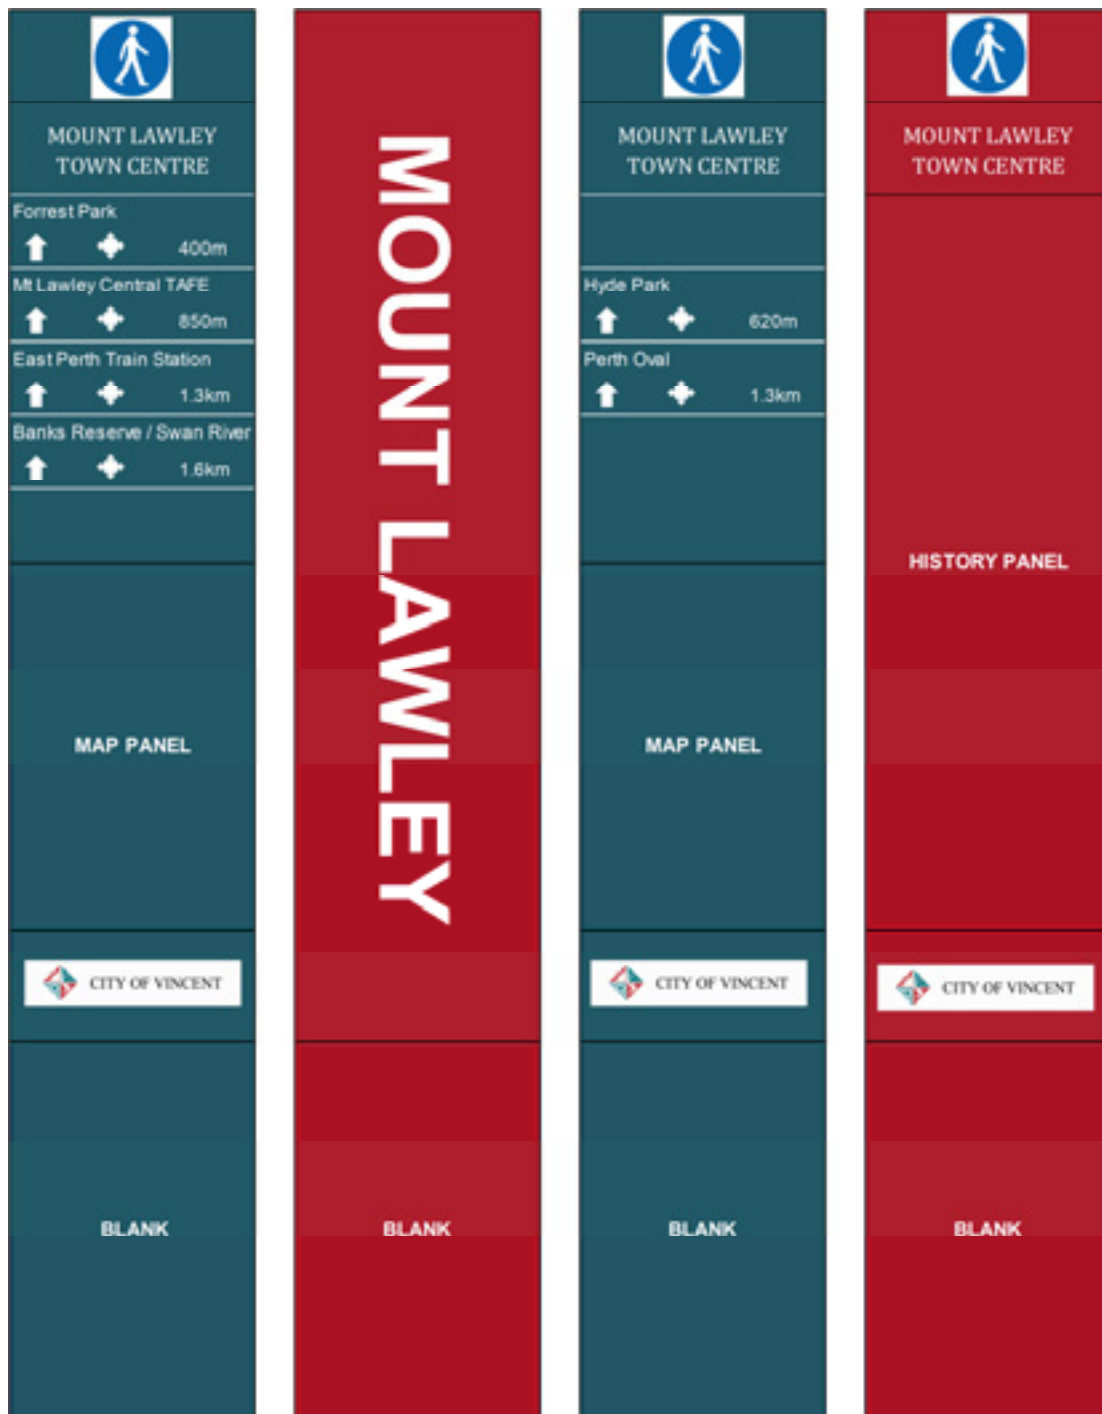 MOUNT LAWLEY
TOWN CENTRE
Forrest Park
400m
Mt Lawley Central TAFE
850m
East Perth Train Station
1.3km
Banks Reserve / Swan River
1.6km
MAP PANEL
CITY OF VINCENT
BLANK
MOUNT LAWLEY
BLANK
MOUNT LAWLEY
TOWN CENTRE
Hyde Park
620m
Perth Oval
1.3km
MAP PANEL
CITY OF VINCENT
BLANK
MOUNT LAWLEY
TOWN CENTRE
HISTORY PANEL
CITY OF VINCENT
BLANK